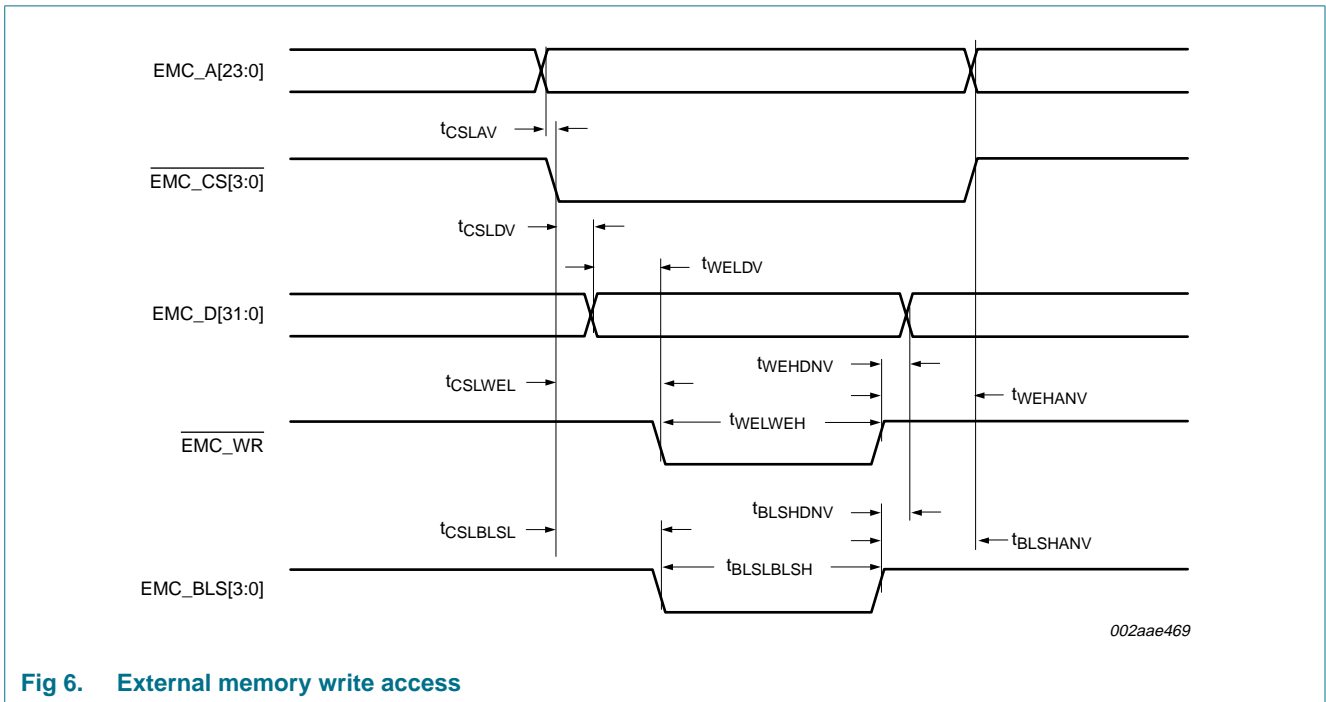 EMC_A[23:0]
tCSLAV
EMC_CS[3:0]
tCSLDV
tWELDV
EMC_D[31:0]
tWEHDNV
tCSLWEL
tWEHANV
tWELWEH
EMC_WR
tBLSHDNV
tCSLBLSL
tBLSHANV
tBLSLBLSH
EMC_BLS[3:0]
002aae469
Fig 6. External memory write access